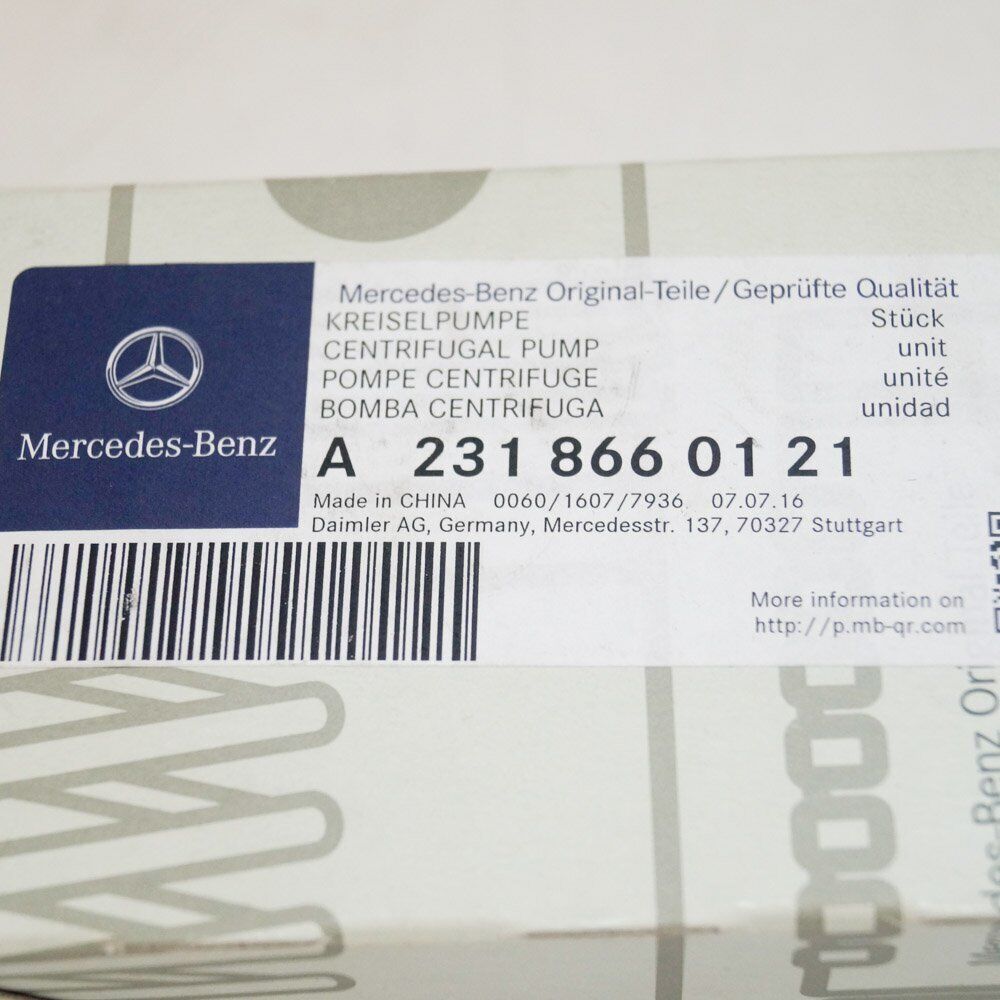 Mercedes-Benz Original-Teile/Geprüfte Qualität
KREISELPUMPE Stück
CENTRIFUGAL PUMP unit
POMPE CENTRIFUGE unité
BOMBA CENTRIFUGA unidad
Mercedes-Benz
A 231 866 01 21
Made in CHINA 0060/1607/7936 07.07.16
Daimler AG, Germany, Mercedesstr. 137, 70327 Stuttgart
More information on
http://p.mb-qr.com
Mercedes-Benz